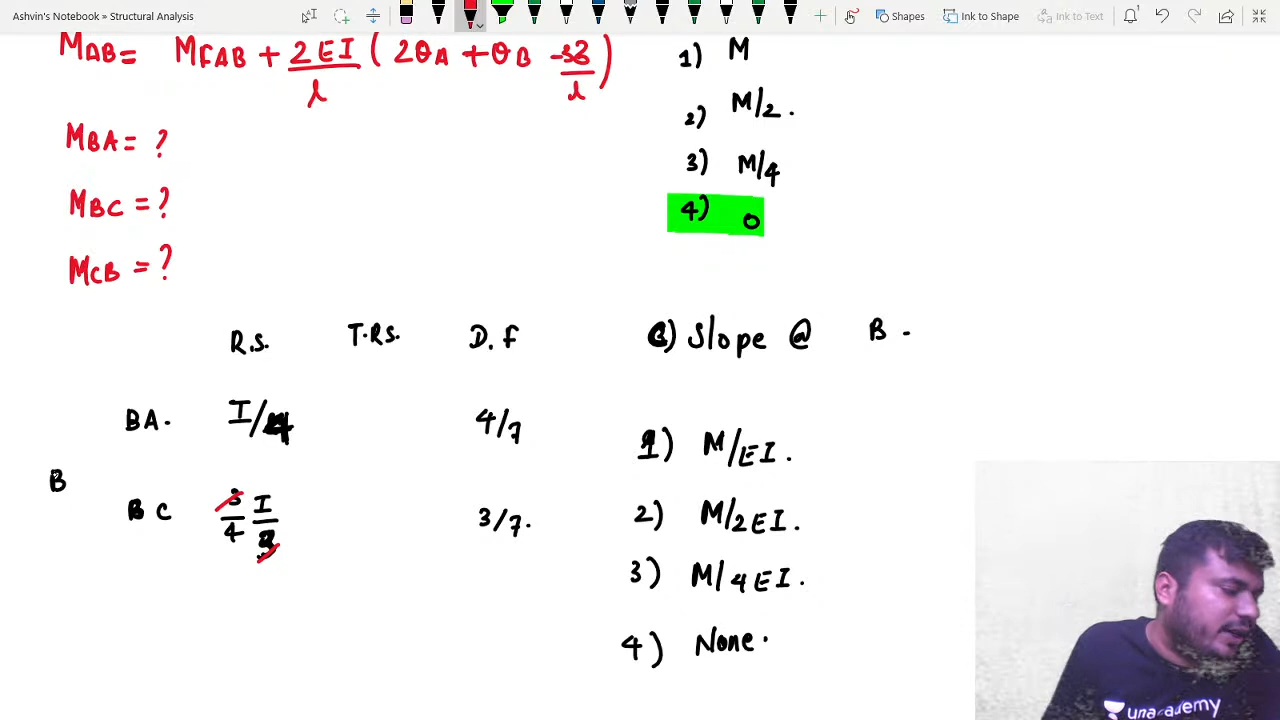 Ashvin's Notebook » Structural Analysis
Shapes
Ink to Shape
Ink to Text
MAB= MFAB + 2EI/l (2θA + θB -3δ/l)
MBA= ?
MBC = ?
MCB = ?
1) M
2) M/2.
3) M/4
4) 0
R.S. T.R.S. D.f
BA. I/4 4/7
B
BC 3/4 I/3 3/7.
Q) Slope @ B.
1) M/EI.
2) M/2EI.
3) M/4EI.
4) None.
unacademy